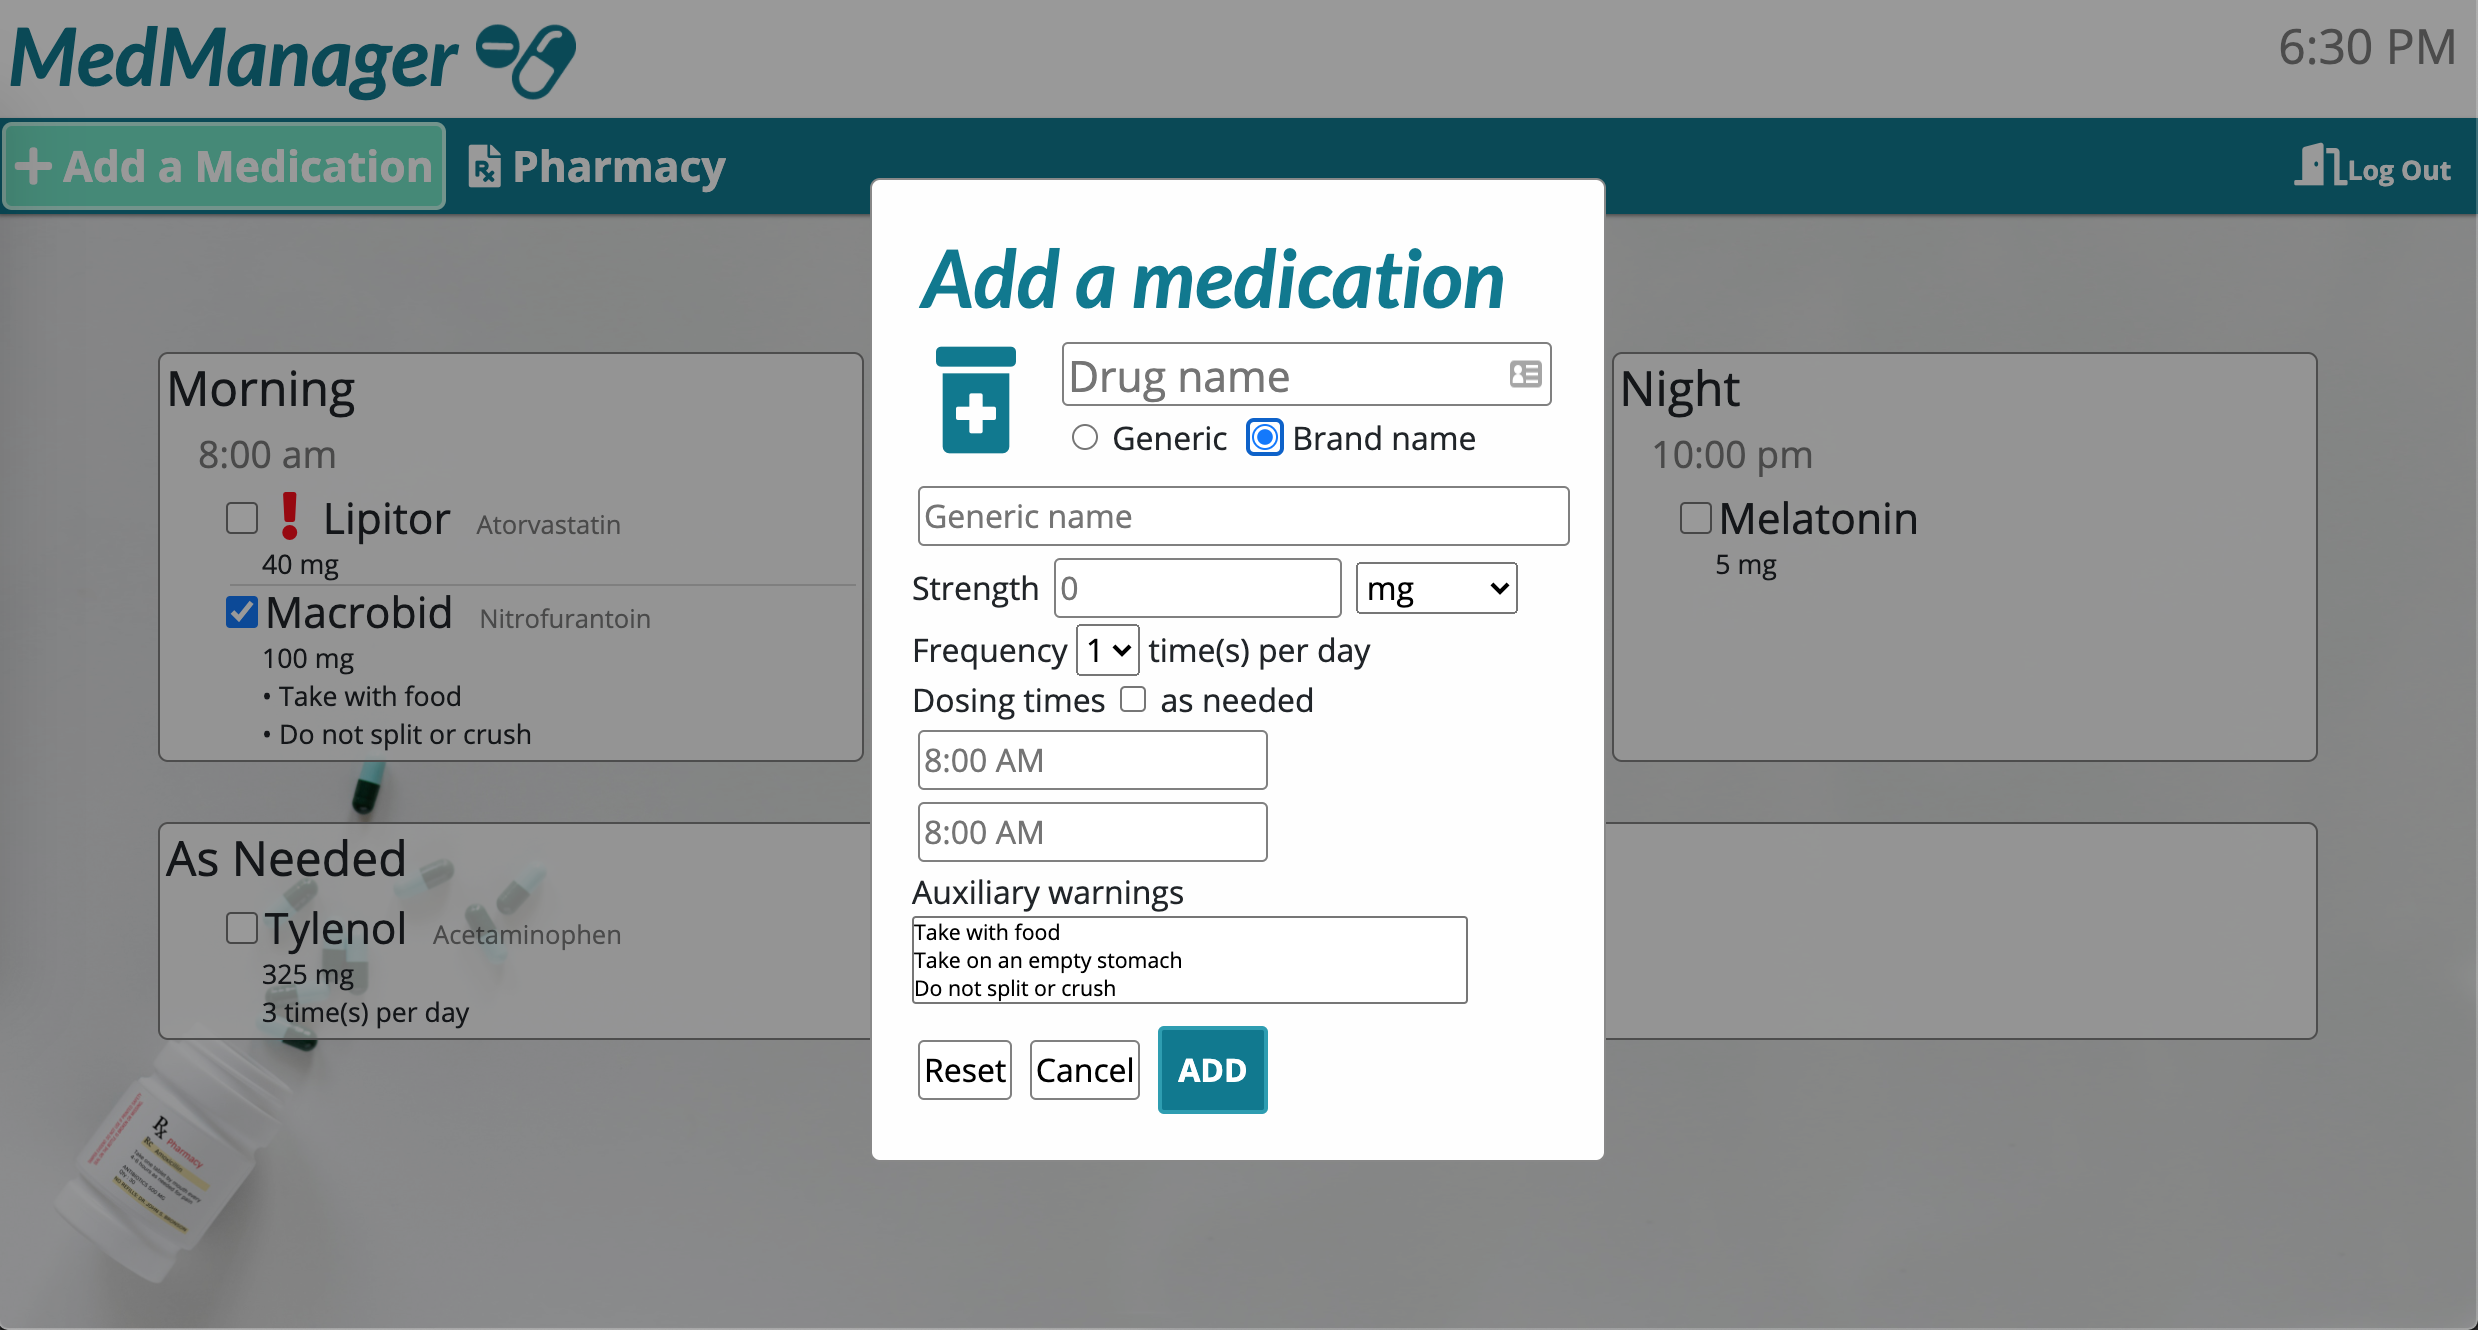 MedManager
6:30 PM
Add a Medication
Pharmacy
Log Out
Add a medication
Drug name
Generic
Brand name
Generic name
Strength
0
mg
Frequency 1 time(s) per day
Dosing times as needed
8:00 AM
8:00 AM
Auxiliary warnings
Take with food
Take on an empty stomach
Do not split or crush
Reset
Cancel
ADD
Morning
8:00 am
Lipitor Atorvastatin
40 mg
Macrobid Nitrofurantoin
100 mg
• Take with food
• Do not split or crush
Night
10:00 pm
Melatonin
5 mg
As Needed
Tylenol Acetaminophen
325 mg
3 time(s) per day
Rx Pharmacy